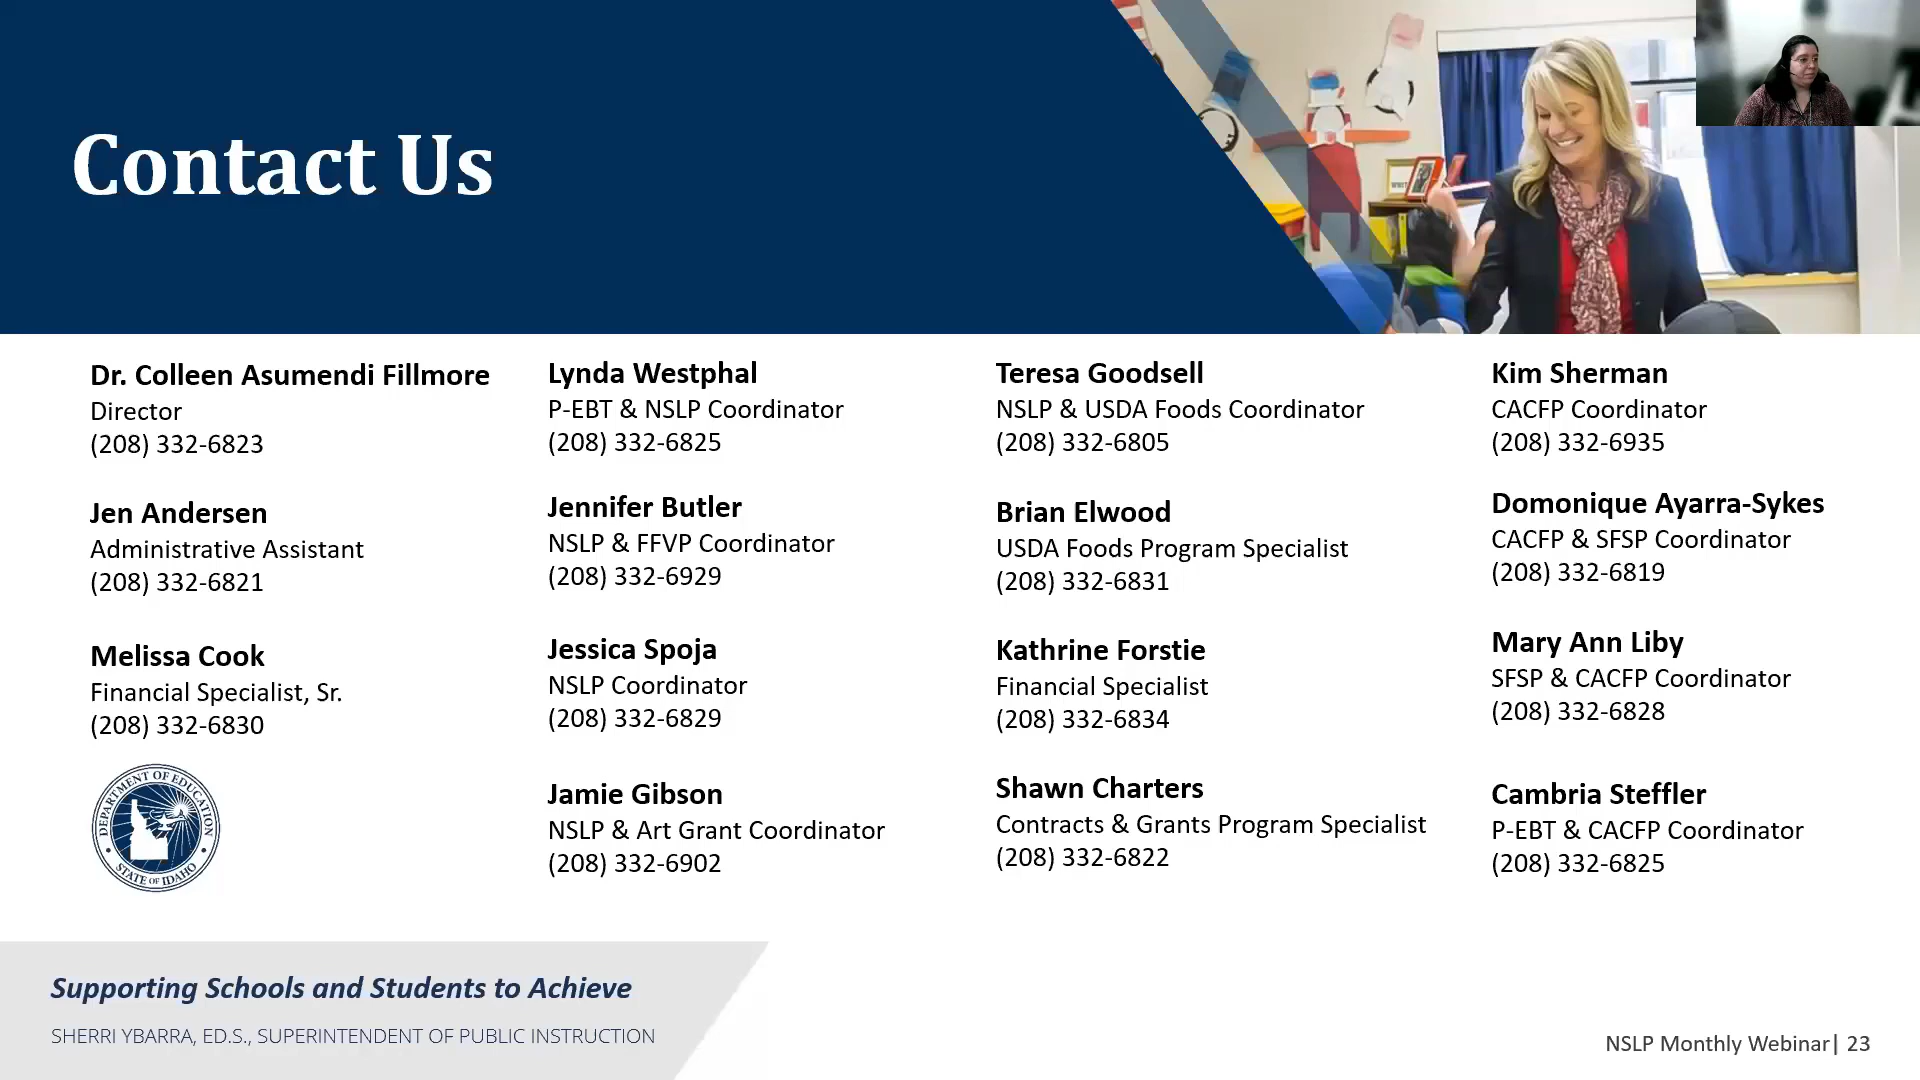 Contact Us
Dr. Colleen Asumendi Fillmore
Director
(208) 332-6823
Jen Andersen
Administrative Assistant
(208) 332-6821
Melissa Cook
Financial Specialist, Sr.
(208) 332-6830
DEPARTMENT OF EDUCATION
STATE OF IDAHO
Lynda Westphal
P-EBT & NSLP Coordinator
(208) 332-6825
Jennifer Butler
NSLP & FFVP Coordinator
(208) 332-6929
Jessica Spoja
NSLP Coordinator
(208) 332-6829
Jamie Gibson
NSLP & Art Grant Coordinator
(208) 332-6902
Teresa Goodsell
NSLP & USDA Foods Coordinator
(208) 332-6805
Brian Elwood
USDA Foods Program Specialist
(208) 332-6831
Kathrine Forstie
Financial Specialist
(208) 332-6834
Shawn Charters
Contracts & Grants Program Specialist
(208) 332-6822
Kim Sherman
CACFP Coordinator
(208) 332-6935
Domonique Ayarra-Sykes
CACFP & SFSP Coordinator
(208) 332-6819
Mary Ann Liby
SFSP & CACFP Coordinator
(208) 332-6828
Cambria Steffler
P-EBT & CACFP Coordinator
(208) 332-6825
Supporting Schools and Students to Achieve
SHERRI YBARRA, ED.S., SUPERINTENDENT OF PUBLIC INSTRUCTION
NSLP Monthly Webinar| 23